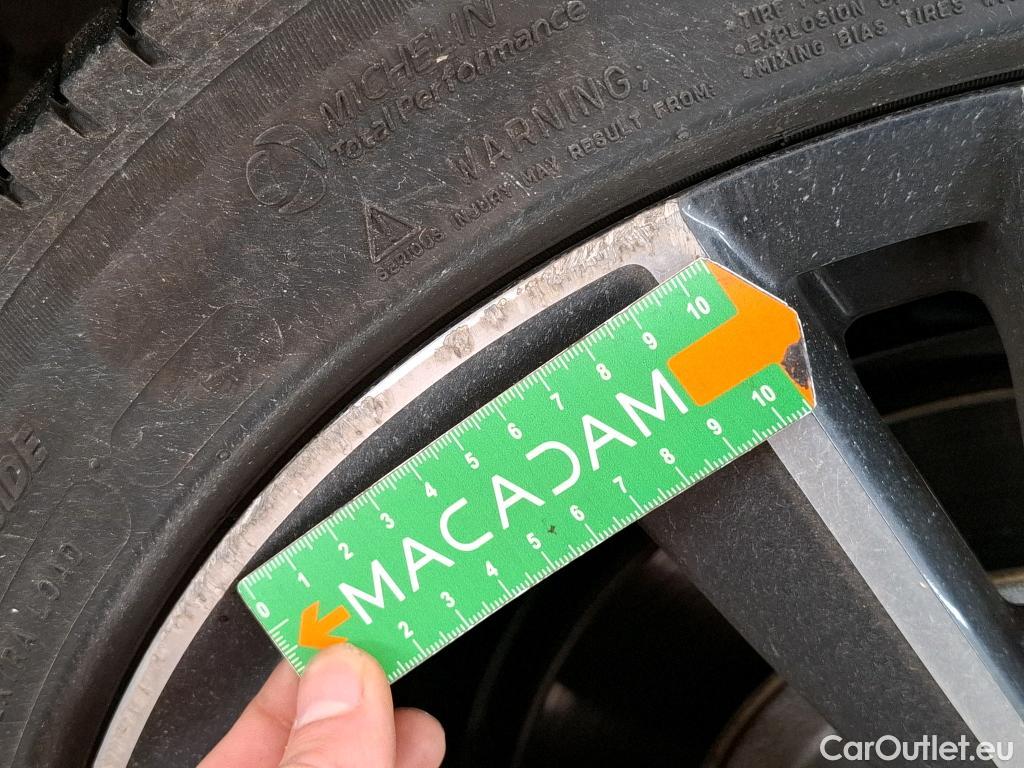 MICHELIN
Total Performance
WARNING:
SERIOUS INJURY MAY RESULT FROM:
EXPLOSION
MIXING BIAS TIRES
MACADAM
0 1 2 3 4 5 6 7 8 9 10
2 3 4 5 6 7 8 9 10
LOAD
CarOutlet.eu